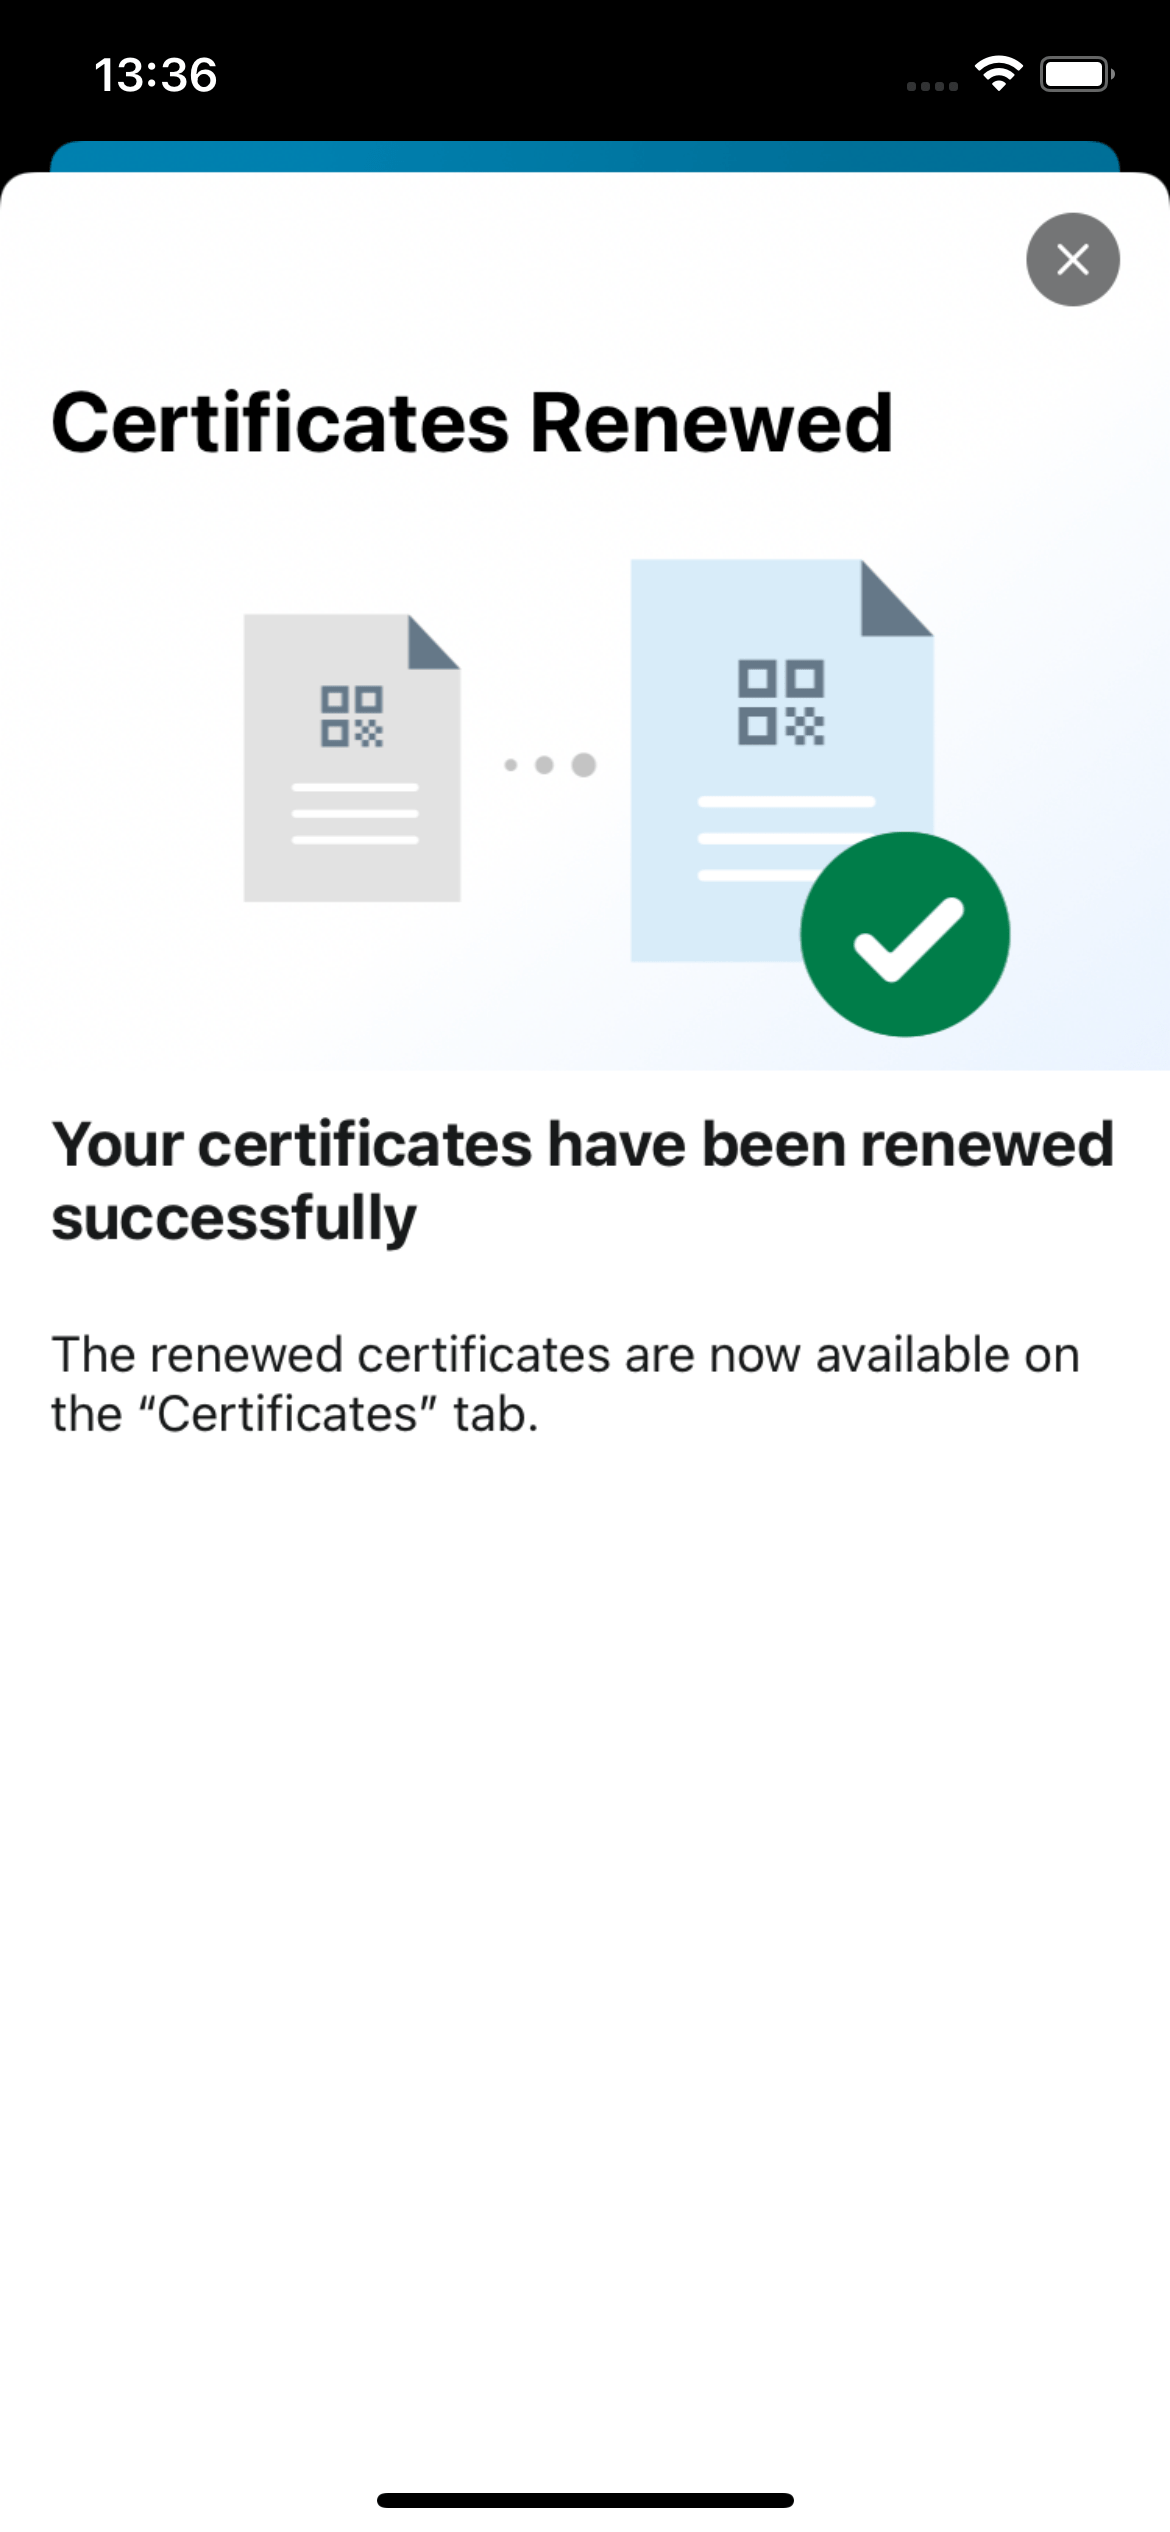 13:36
Certificates Renewed
Your certificates have been renewed
successfully
The renewed certificates are now available on
the “Certificates” tab.